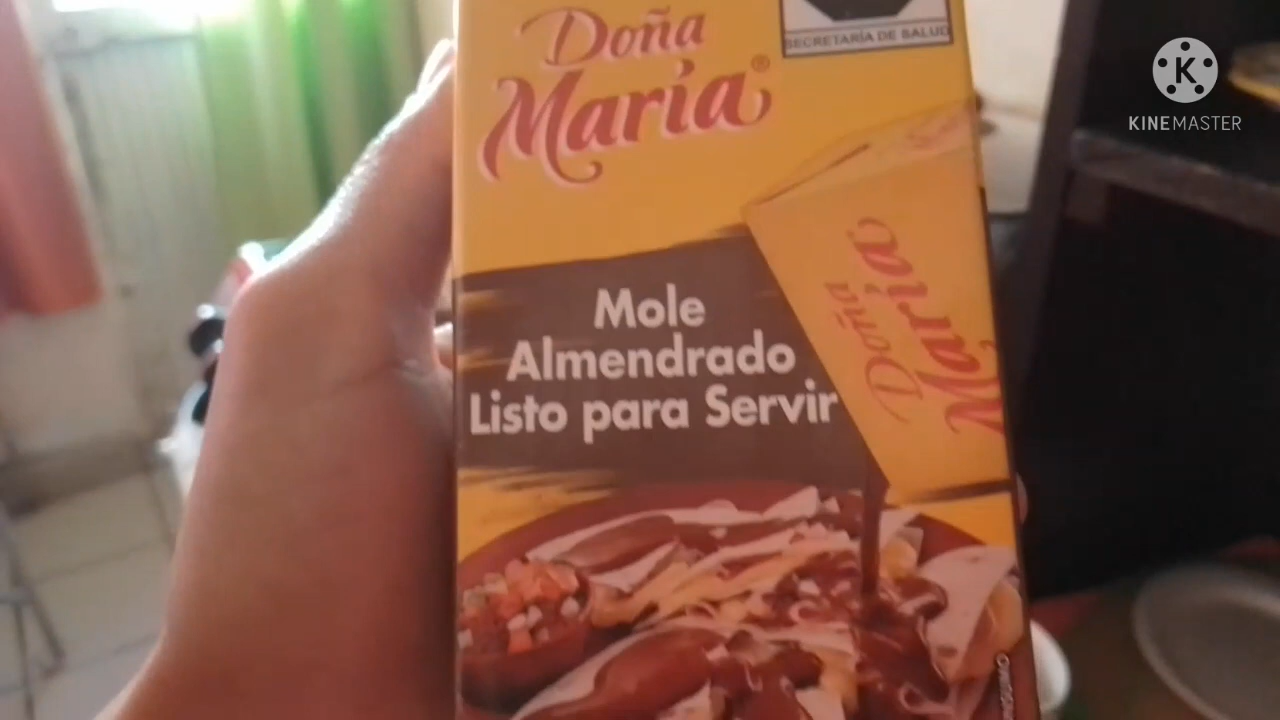 Doña
María®
SECRETARÍA DE SALUD
K
KINEMASTER
Doña
María
Mole
Almendrado
Listo para Servir